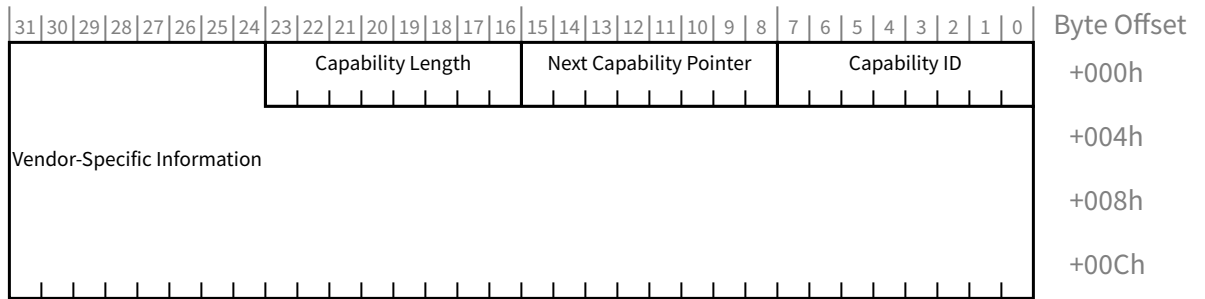 31 30 29 28 27 26 25 24 23 22 21 20 19 18 17 16 15 14 13 12 11 10 9 8 7 6 5 4 3 2 1 0 Byte Offset
Capability Length Next Capability Pointer Capability ID +000h
+004h
Vendor-Specific Information
+008h
+00Ch